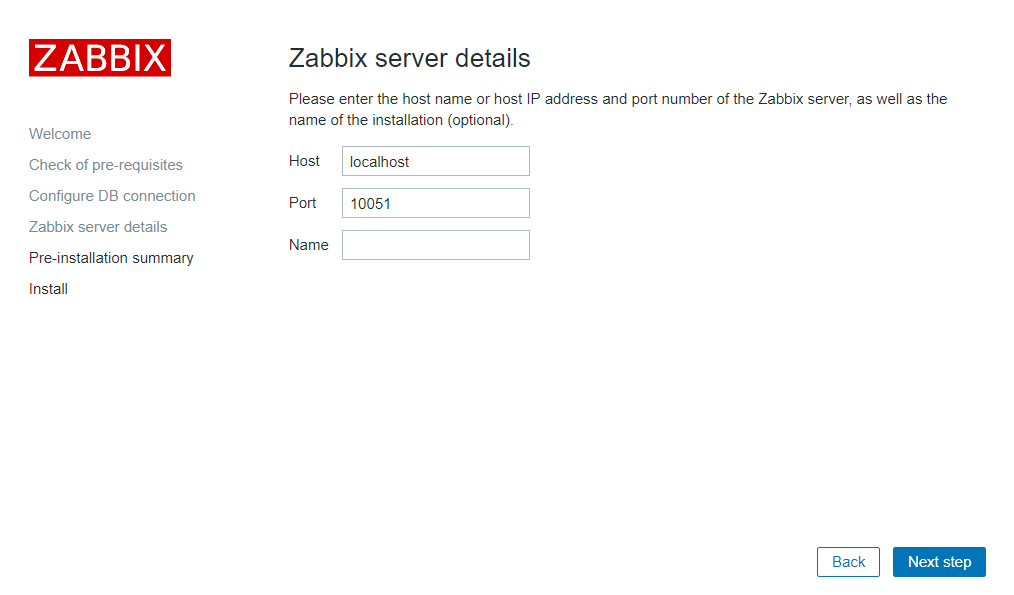 ZABBIX
Welcome
Check of pre-requisites
Configure DB connection
Zabbix server details
Pre-installation summary
Install
Zabbix server details
Please enter the host name or host IP address and port number of the Zabbix server, as well as the
name of the installation (optional).
Host localhost
Port 10051
Name
Back Next step